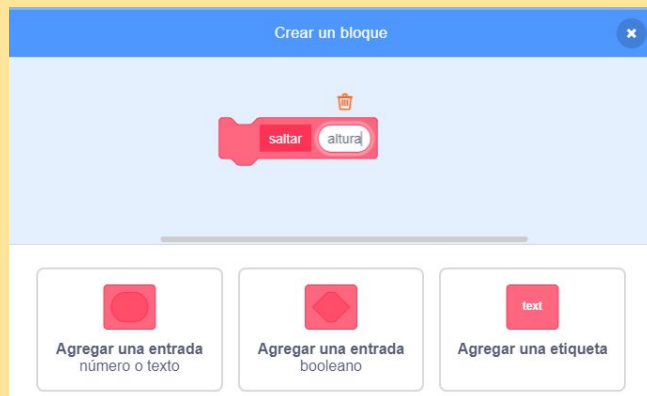 Crear un bloque
saltar altura
text
Agregar una entrada
número o texto
Agregar una entrada
booleano
Agregar una etiqueta